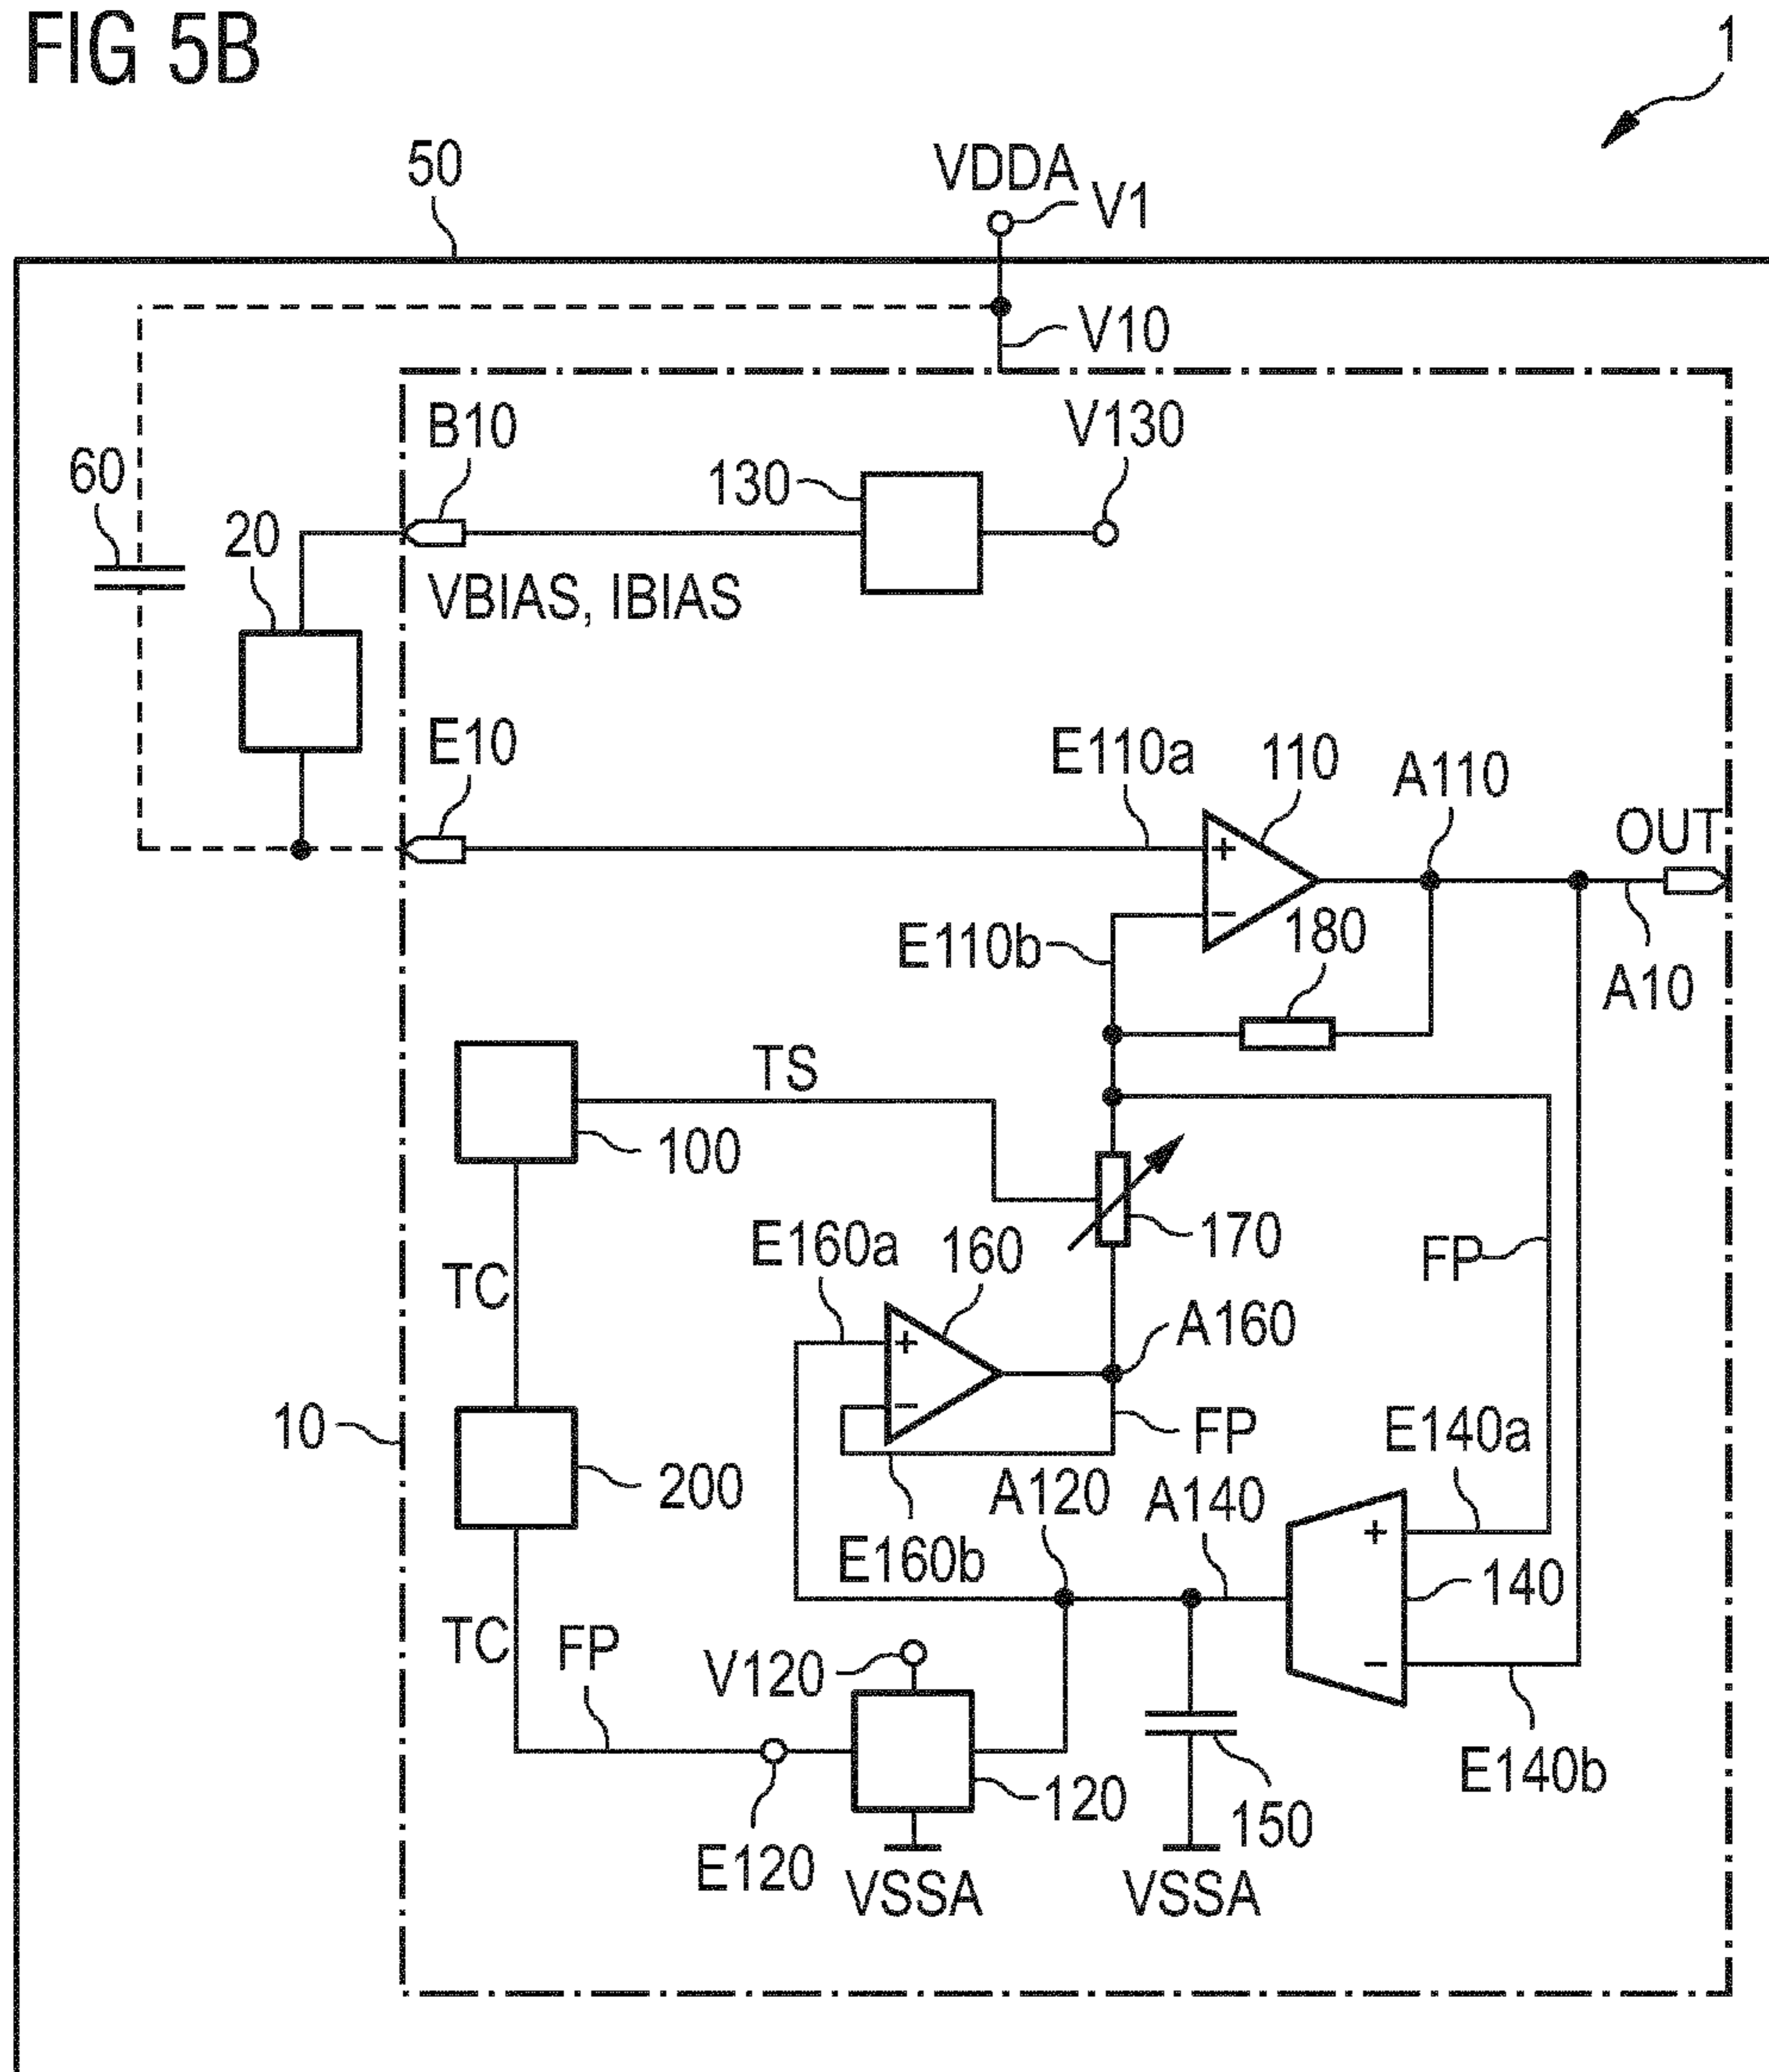 FIG 5B
1
50
VDDA
V1
V10
B10
V130
60
130
20
VBIAS, IBIAS
E10
E110a
110
A110
OUT
E110b
180
A10
TS
100
E160a
160
170
FP
TC
A160
10
FP
E140a
200
A120
A140
E160b
140
TC
FP
V120
E140b
120
150
E120
VSSA
VSSA